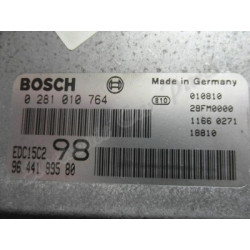 BOSCH
Made in Germany
0 281 010 764
S10
010810
28FM0000
1166 0271
18810
EDC15C2 98
96 441 995 80